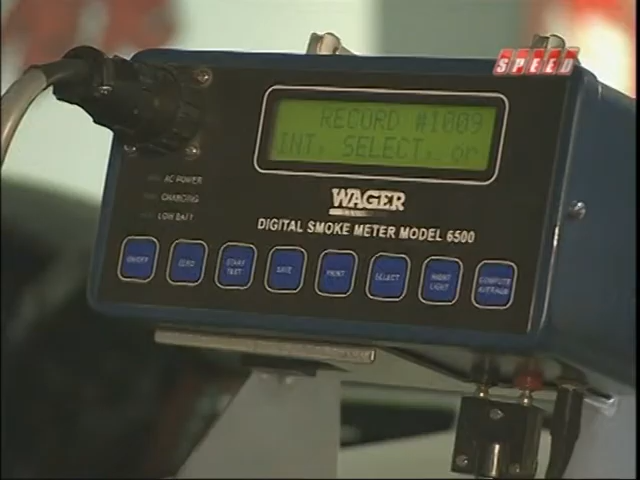 SPEED
RECORD #1009
INT, SELECT, or
AC POWER
CHARGING
LOW BATT
WAGER
DIGITAL SMOKE METER MODEL 6500
ON/OFF ZERO START TEST SAVE PRINT SELECT NIGHT LIGHT COMPUTE AVERAGE